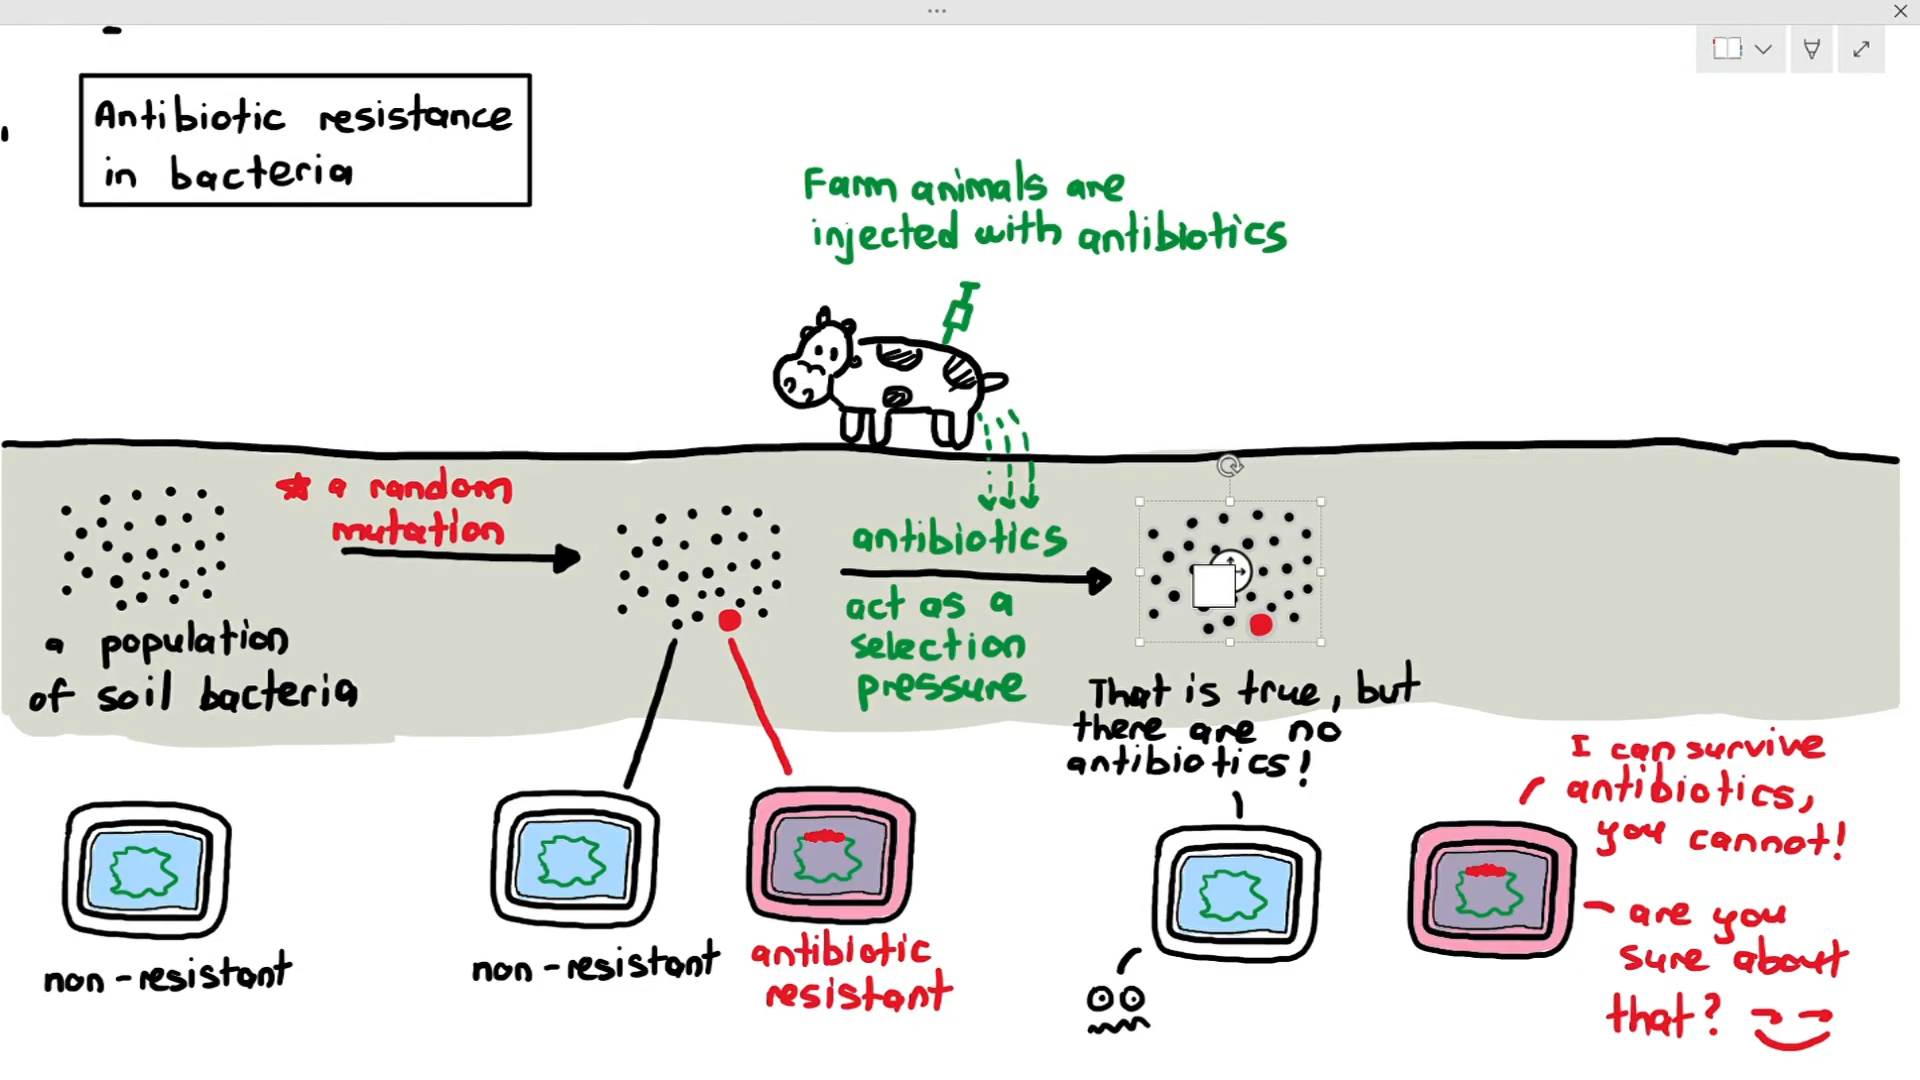 Antibiotic resistance
in bacteria
Farm animals are
injected with antibiotics
* a random
mutation
a population
of soil bacteria
antibiotics
act as a
selection
pressure
That is true, but
there are no
antibiotics!
I can survive
antibiotics,
you cannot!
are you
sure about
that?
non-resistant
non-resistant
antibiotic
resistant